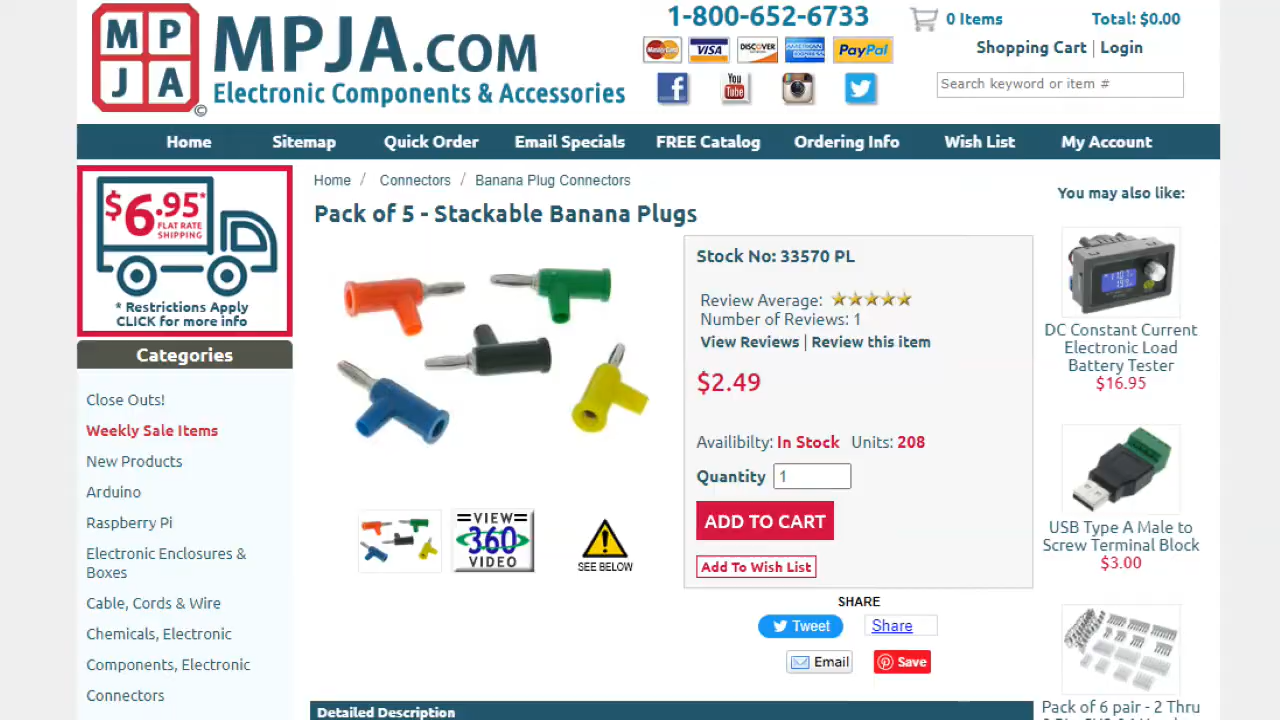 M P
J A
©
MPJA.COM
Electronic Components & Accessories
1-800-652-6733
MasterCard VISA DISCOVER AMERICAN EXPRESS PayPal
You Tube
0 Items
Total: $0.00
Shopping Cart | Login
Search keyword or item #
Home Sitemap Quick Order Email Specials FREE Catalog Ordering Info Wish List My Account
$6.95*
FLAT RATE
SHIPPING
* Restrictions Apply
CLICK for more info
Categories
Close Outs!
Weekly Sale Items
New Products
Arduino
Raspberry Pi
Electronic Enclosures &
Boxes
Cable, Cords & Wire
Chemicals, Electronic
Components, Electronic
Connectors
Home / Connectors / Banana Plug Connectors
Pack of 5 - Stackable Banana Plugs
VIEW
360
VIDEO
SEE BELOW
Stock No: 33570 PL
Review Average:
Number of Reviews: 1
View Reviews | Review this item
$2.49
Availibilty: In Stock Units: 208
Quantity 1
ADD TO CART
Add To Wish List
SHARE
Tweet Share
Email Save
Detailed Description
You may also like:
DC Constant Current
Electronic Load
Battery Tester
$16.95
USB Type A Male to
Screw Terminal Block
$3.00
Pack of 6 pair - 2 Thru